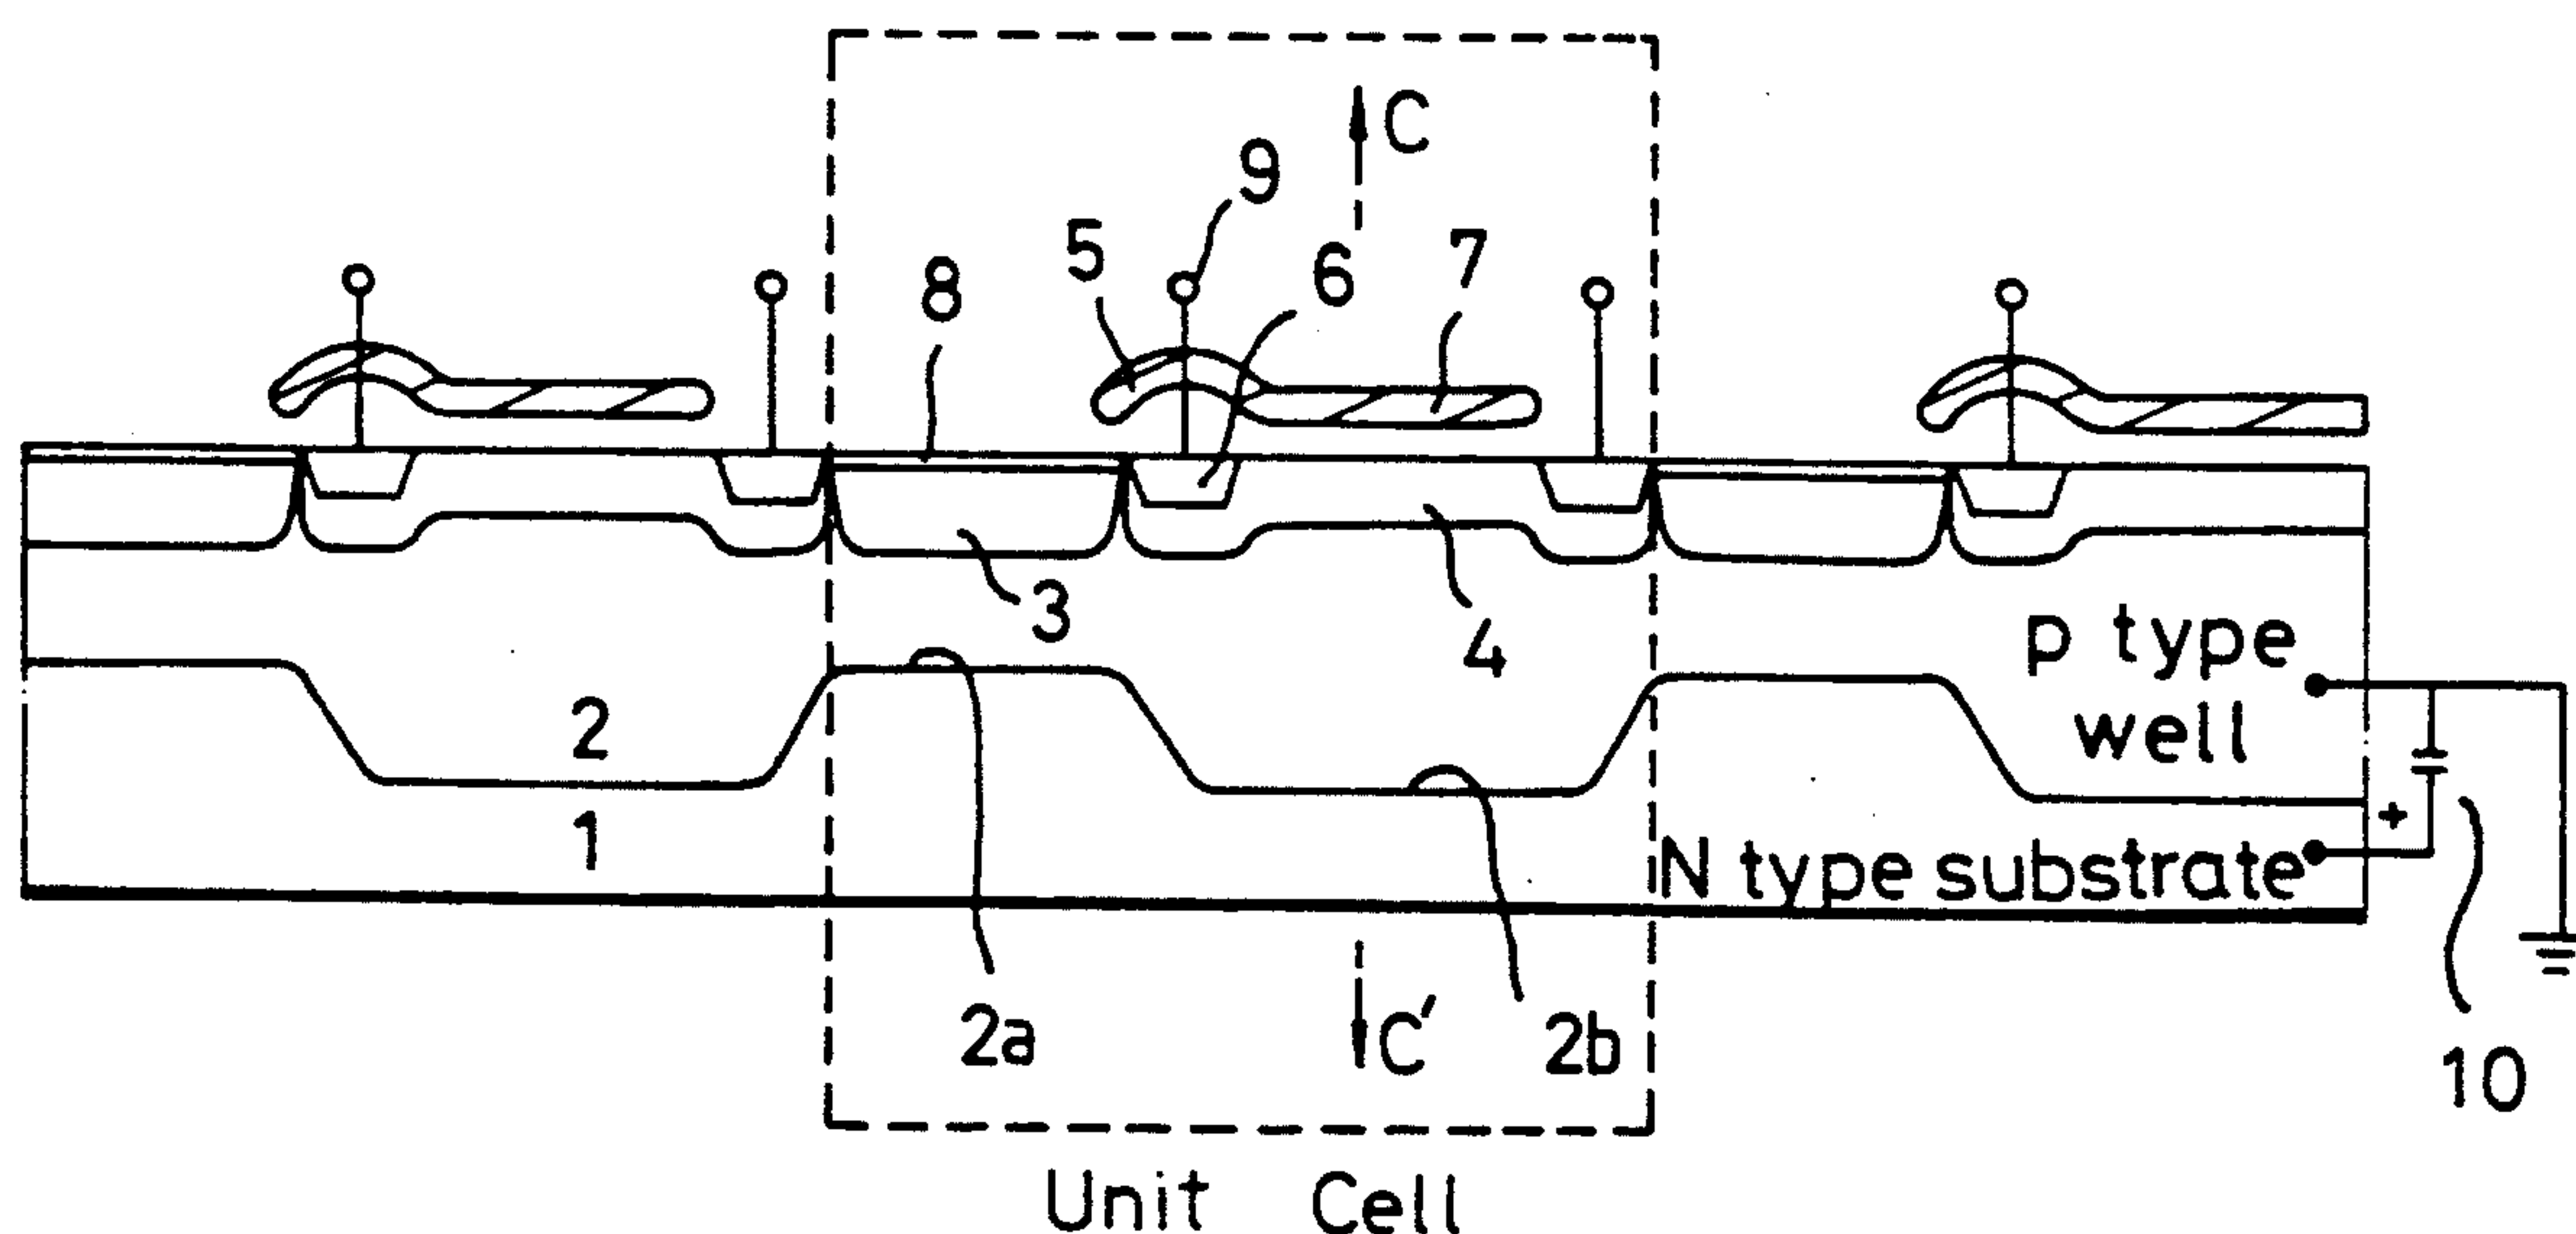 C
9
5
6
7
8
3
4
p type
well
2
1
+
N type substrate
2a
C'
2b
10
Unit Cell